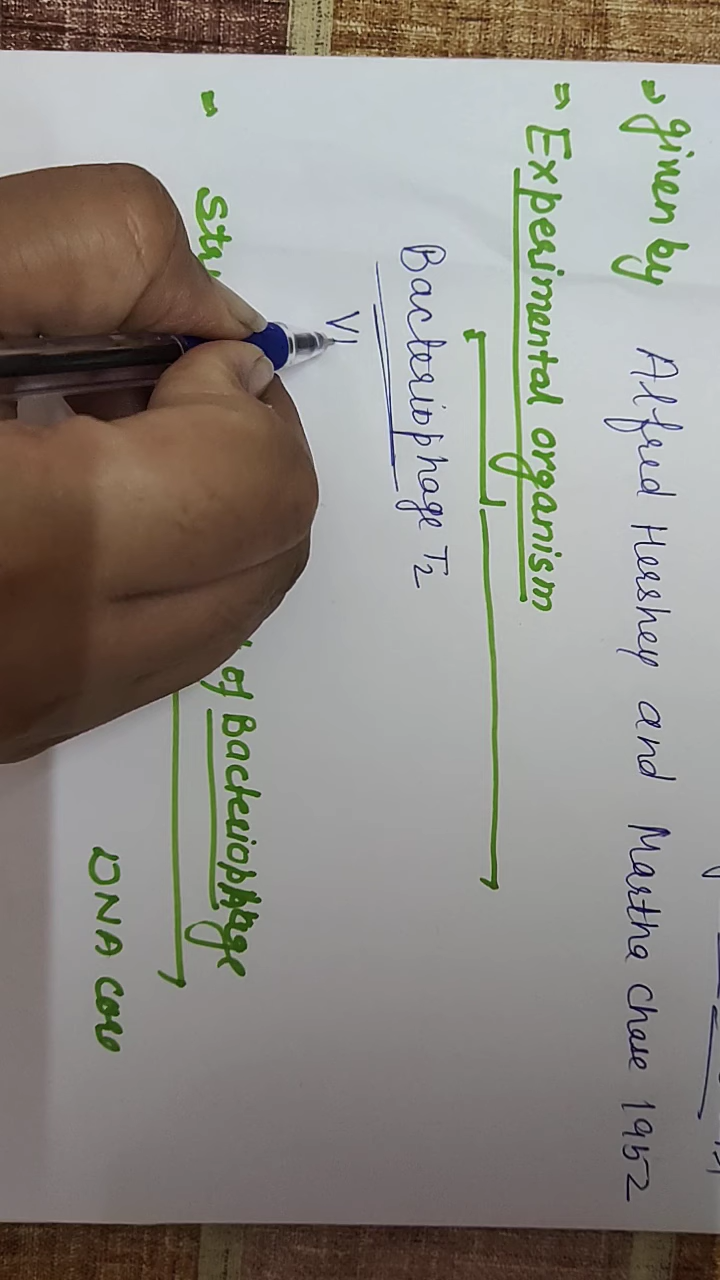 ⇒ given by Alfred Hershey and Martha Chase 1952
⇒ Experimental organism
Bacteriophage T2
VI
of Bacteriophage
DNA core